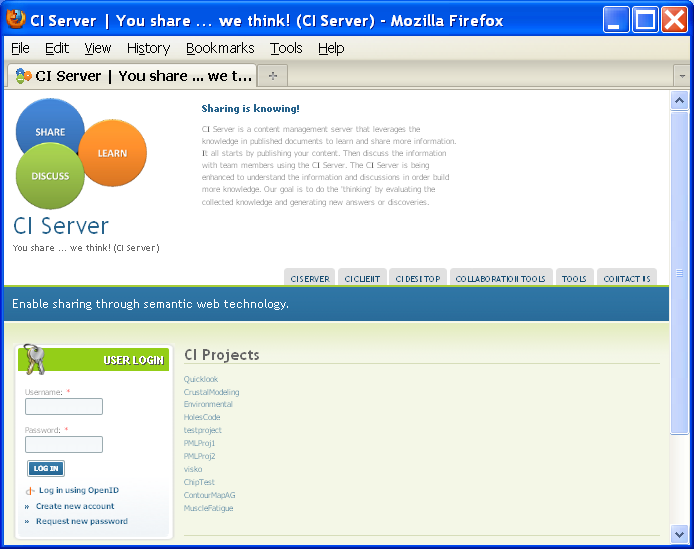 CI Server | You share ... we think! (CI Server) - Mozilla Firefox
File Edit View History Bookmarks Tools Help
CI Server | You share ... we t...
SHARE
LEARN
DISCUSS
CI Server
You share ... we think! (CI Server)
Sharing is knowing!
CI Server is a content management server that leverages the
knowledge in published documents to learn and share more information.
It all starts by publishing your content. Then discuss the information
with team members using the CI Server. The CI Server is being
enhanced to understand the information and discussions in order build
more knowledge. Our goal is to do the 'thinking' by evaluating the
collected knowledge and generating new answers or discoveries.
CI SERVER CI CLIENT CI DESKTOP COLLABORATION TOOLS TOOLS CONTACT US
Enable sharing through semantic web technology.
USER LOGIN
Username: *
Password: *
LOG IN
Log in using OpenID
» Create new account
» Request new password
CI Projects
Quicklook
CrustalModeling
Environmental
HolesCode
testproject
PMLProj1
PMLProj2
visko
ChipTest
ContourMapAG
MuscleFatigue